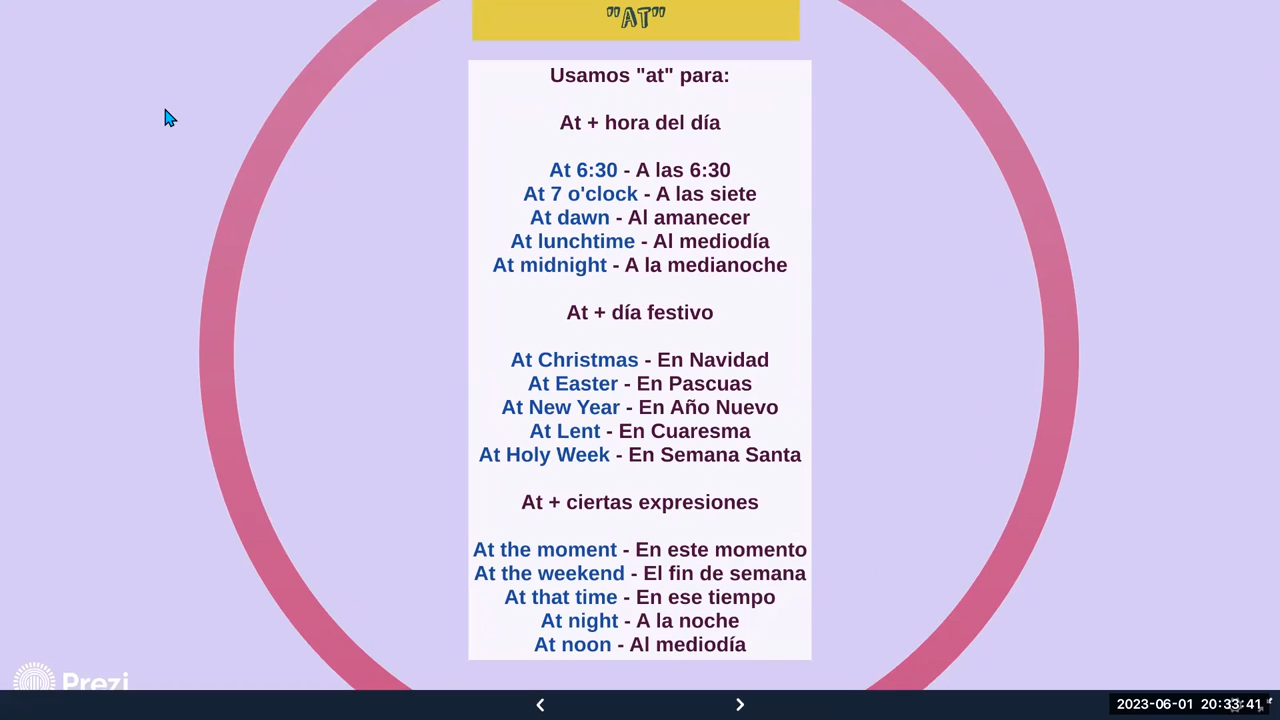 "AT"
Usamos "at" para:
At + hora del día
At 6:30 - A las 6:30
At 7 o'clock - A las siete
At dawn - Al amanecer
At lunchtime - Al mediodía
At midnight - A la medianoche
At + día festivo
At Christmas - En Navidad
At Easter - En Pascuas
At New Year - En Año Nuevo
At Lent - En Cuaresma
At Holy Week - En Semana Santa
At + ciertas expresiones
At the moment - En este momento
At the weekend - El fin de semana
At that time - En ese tiempo
At night - A la noche
At noon - Al mediodía
Prezi
2023-06-01 20:33:41